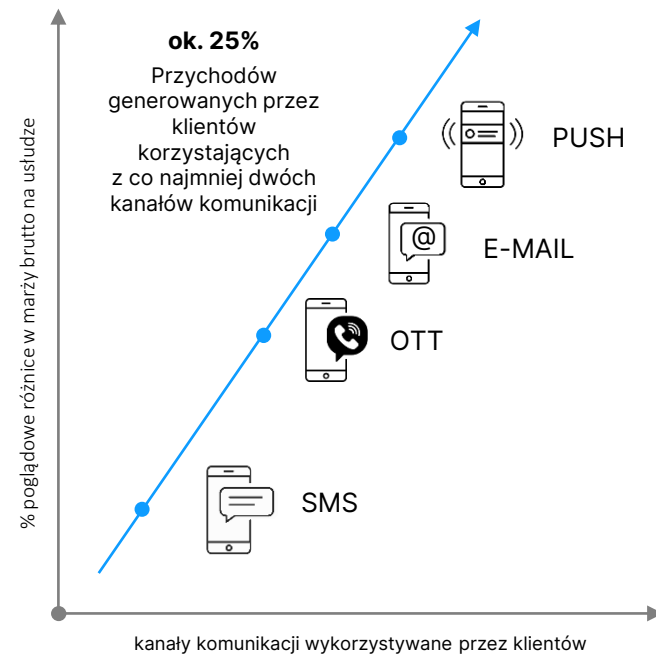 ok. 25%
Przychodów
generowanych przez
klientów
korzystających
z co najmniej dwóch
kanałów komunikacji
% poglądowe różnice w marży brutto na usłudze
PUSH
@
E-MAIL
OTT
SMS
kanały komunikacji wykorzystywane przez klientów